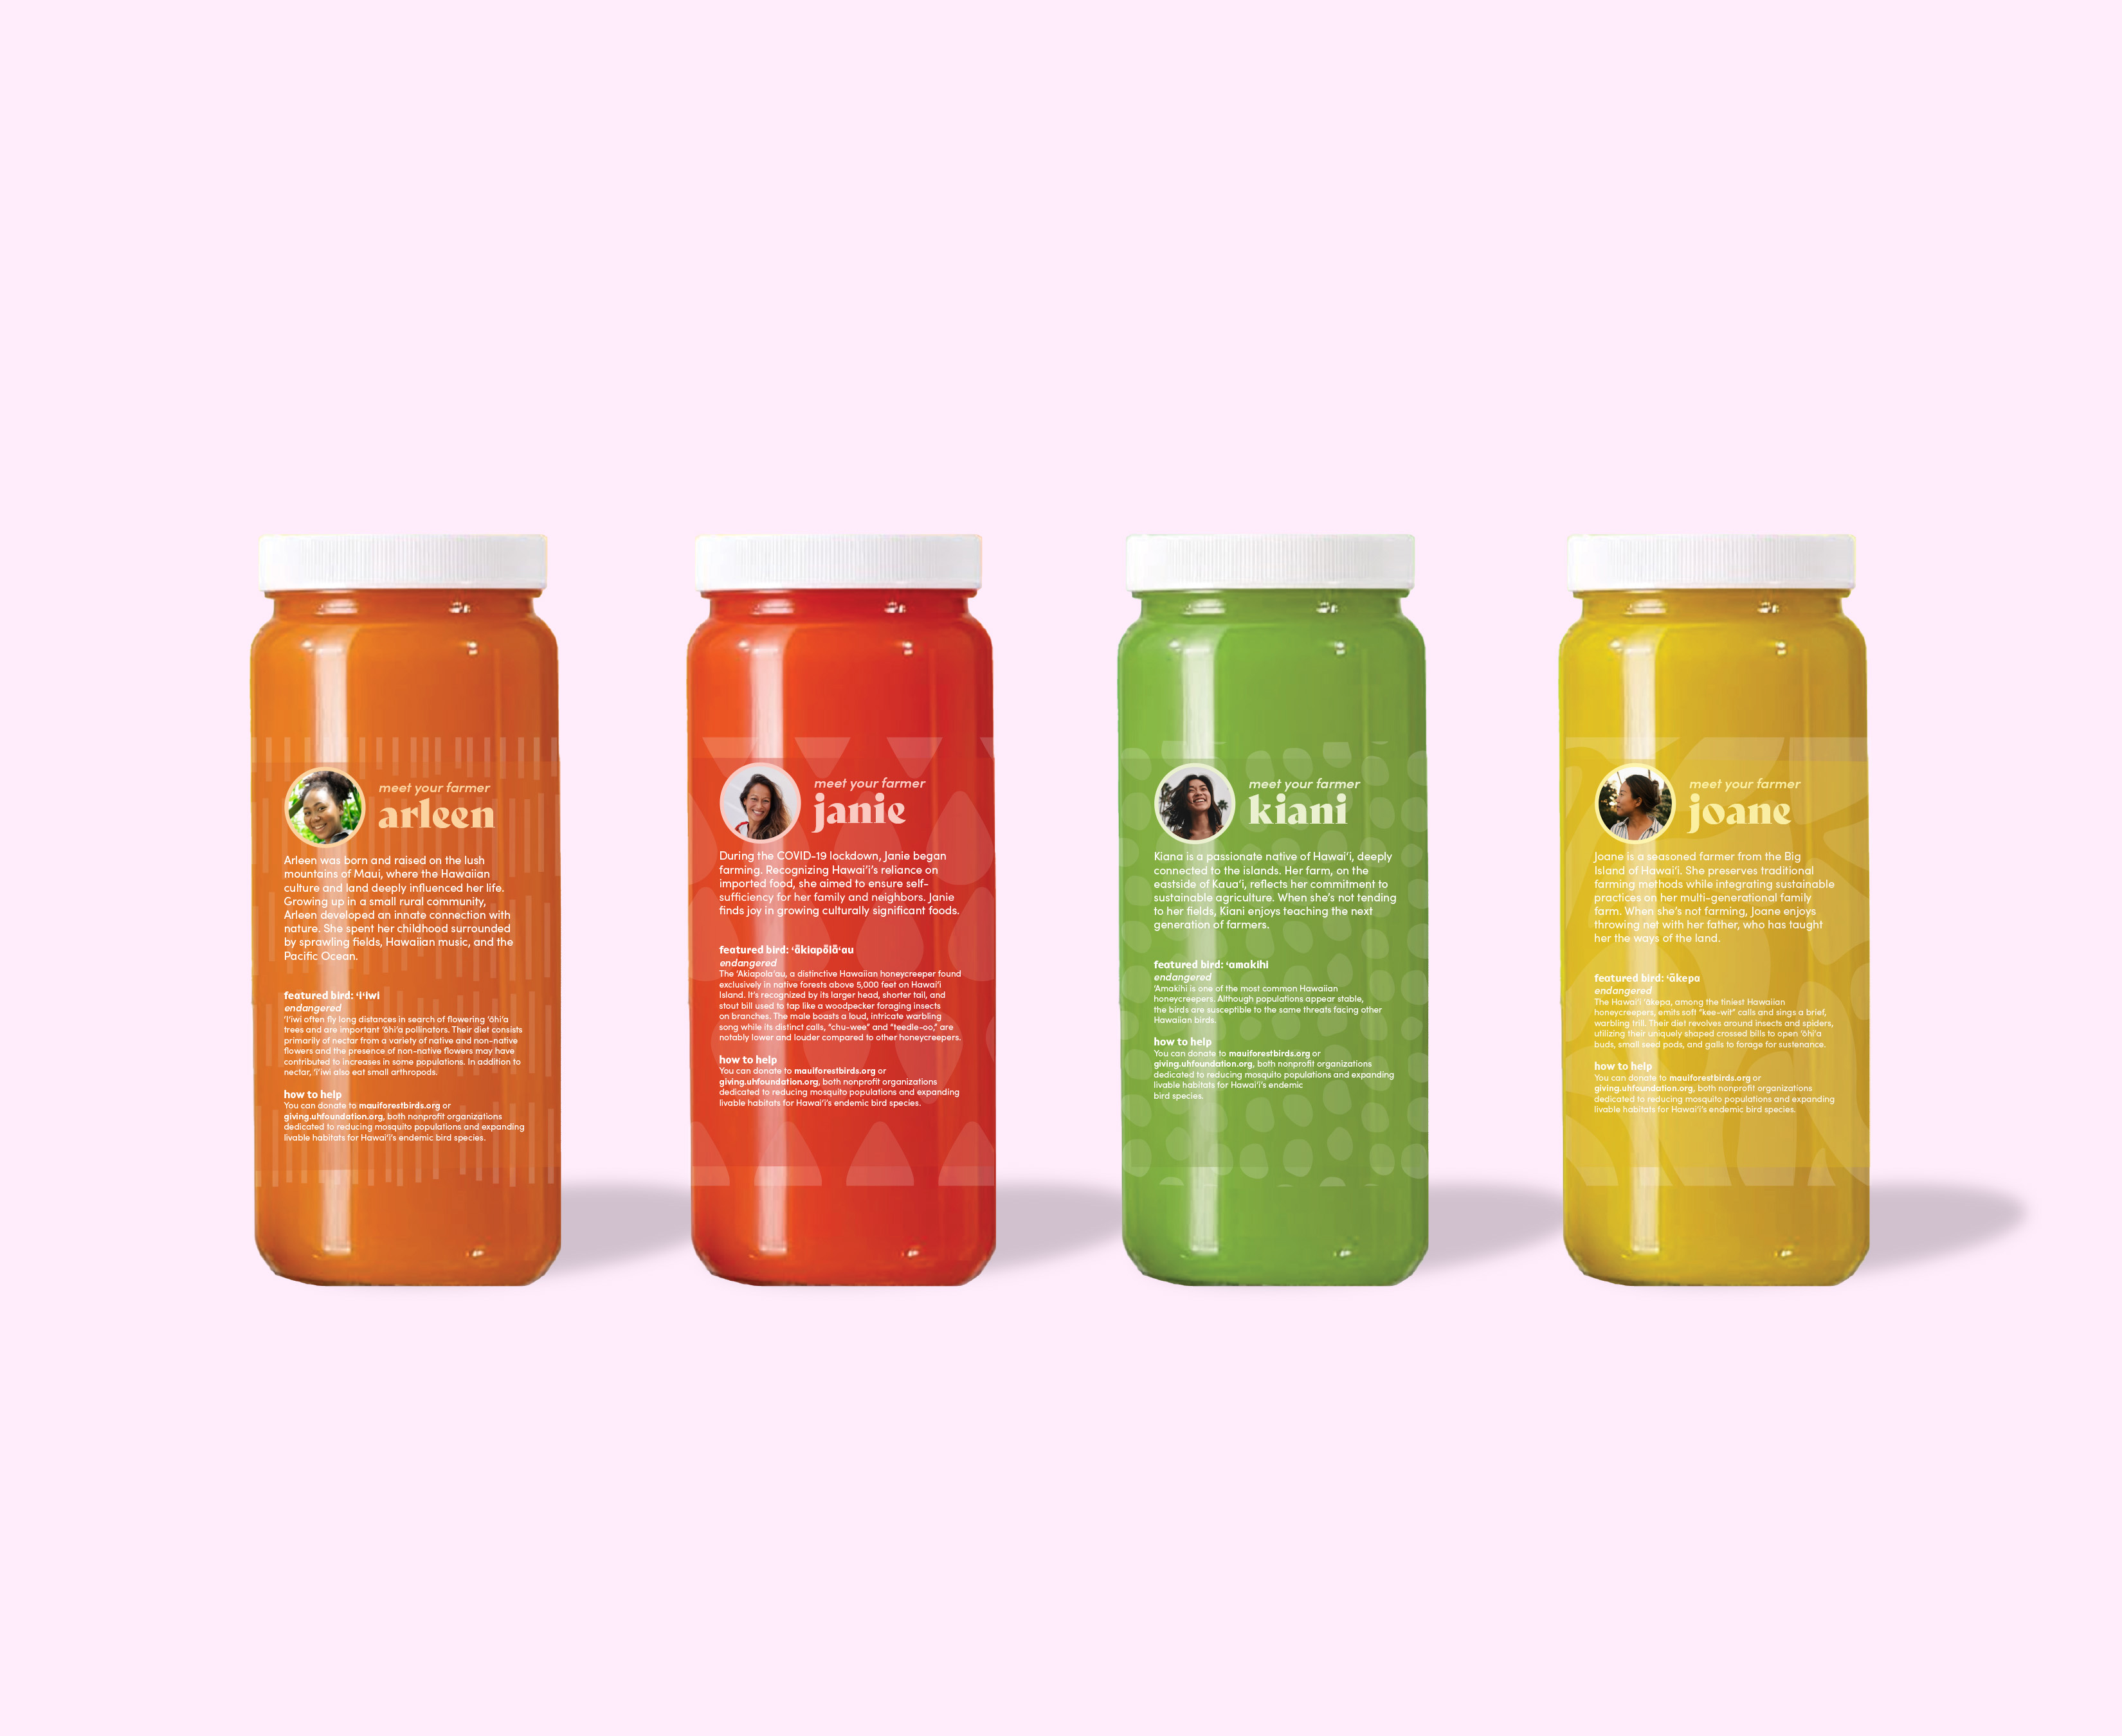 meet your farmer
arleen
Arleen was born and raised on the lush
mountains of Maui, where the Hawaiian
culture and land deeply influenced her life.
Growing up in a small rural community,
Arleen developed an innate connection with
nature. She spent her childhood surrounded
by sprawling fields, Hawaiian music, and the
Pacific Ocean.
featured bird: ‘i‘iwi
endangered
‘I‘iwi often fly long distances in search of flowering ‘ōhi‘a
trees and are important ‘ōhi‘a pollinators. Their diet consists
primarily of nectar from a variety of native and non-native
flowers and the presence of non-native flowers may have
contributed to increases in some populations. In addition to
nectar, ‘i‘iwi also eat small arthropods.
how to help
You can donate to mauiforestbirds.org or
giving.uhfoundation.org, both nonprofit organizations
dedicated to reducing mosquito populations and expanding
livable habitats for Hawai‘i’s endemic bird species.
meet your farmer
janie
During the COVID-19 lockdown, Janie began
farming. Recognizing Hawai‘i’s reliance on
imported food, she aimed to ensure self-
sufficiency for her family and neighbors. Janie
finds joy in growing culturally significant foods.
featured bird: ‘ākiapōlā‘au
endangered
The ‘Akiapola‘au, a distinctive Hawaiian honeycreeper found
exclusively in native forests above 5,000 feet on Hawai‘i
Island. It’s recognized by its larger head, shorter tail, and
stout bill used to tap like a woodpecker foraging insects
on branches. The male boasts a loud, intricate warbling
song while its distinct calls, “chu-wee” and “teedle-oo,” are
notably lower and louder compared to other honeycreepers.
how to help
You can donate to mauiforestbirds.org or
giving.uhfoundation.org, both nonprofit organizations
dedicated to reducing mosquito populations and expanding
livable habitats for Hawai‘i’s endemic bird species.
meet your farmer
kiani
Kiana is a passionate native of Hawai‘i, deeply
connected to the islands. Her farm, on the
eastside of Kaua‘i, reflects her commitment to
sustainable agriculture. When she’s not tending
to her fields, Kiani enjoys teaching the next
generation of farmers.
featured bird: ‘amakihi
endangered
‘Amakihi is one of the most common Hawaiian
honeycreepers. Although populations appear stable,
the birds are susceptible to the same threats facing other
Hawaiian birds.
how to help
You can donate to mauiforestbirds.org or
giving.uhfoundation.org, both nonprofit organizations
dedicated to reducing mosquito populations and expanding
livable habitats for Hawai‘i’s endemic
bird species.
meet your farmer
joane
Joane is a seasoned farmer from the Big
Island of Hawai‘i. She preserves traditional
farming methods while integrating sustainable
practices on her multi-generational family
farm. When she’s not farming, Joane enjoys
throwing net with her father, who has taught
her the ways of the land.
featured bird: ‘ākepa
endangered
The Hawai‘i ‘ākepa, among the tiniest Hawaiian
honeycreepers, emits soft “kee-wit” calls and sings a brief,
warbling trill. Their diet revolves around insects and spiders,
utilizing their uniquely shaped crossed bills to open ‘ōhi‘a
buds, small seed pods, and galls to forage for sustenance.
how to help
You can donate to mauiforestbirds.org or
giving.uhfoundation.org, both nonprofit organizations
dedicated to reducing mosquito populations and expanding
livable habitats for Hawai‘i’s endemic bird species.